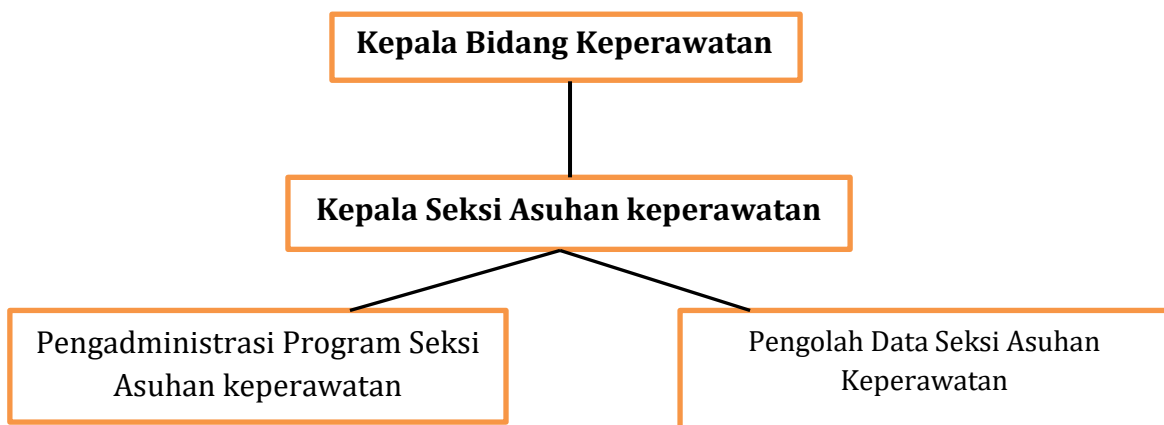 Kepala Bidang Keperawatan
Kepala Seksi Asuhan keperawatan
Pengadministrasi Program Seksi
Asuhan keperawatan
Pengolah Data Seksi Asuhan
Keperawatan